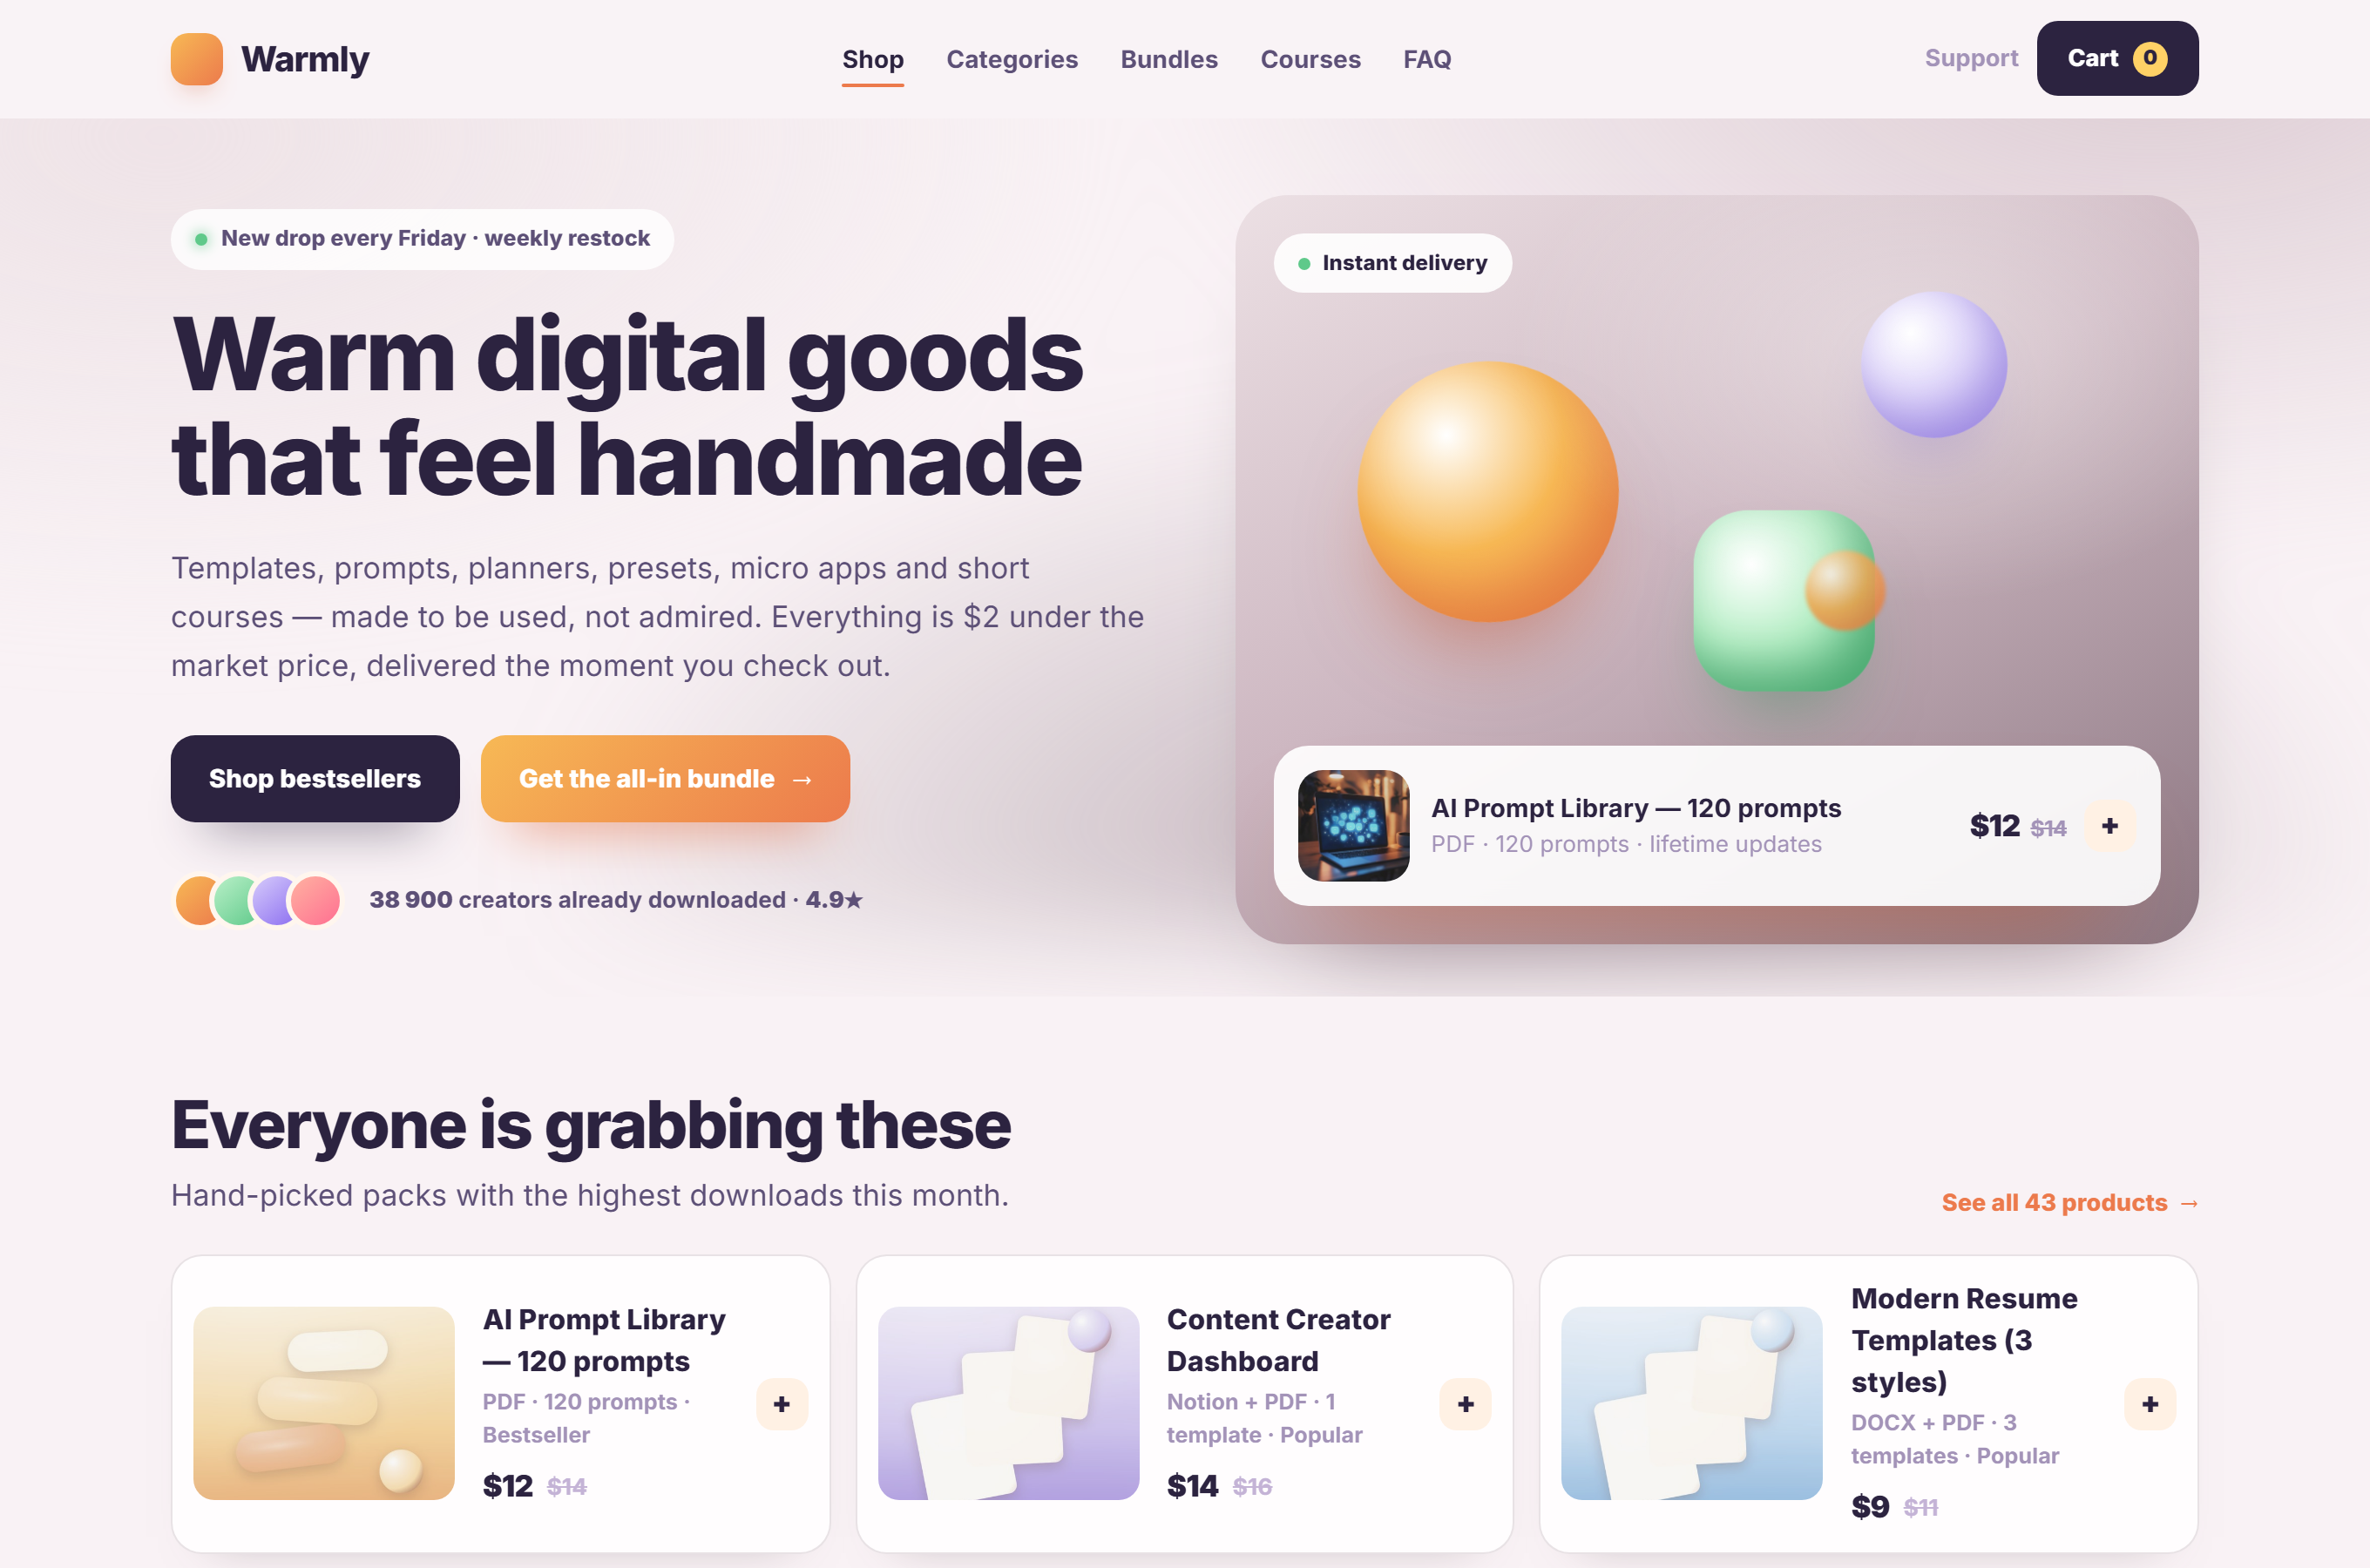 Warmly
Shop
Categories
Bundles
Courses
FAQ
Support
Cart 0
New drop every Friday · weekly restock
Warm digital goods
that feel handmade
Templates, prompts, planners, presets, micro apps and short
courses — made to be used, not admired. Everything is $2 under the
market price, delivered the moment you check out.
Shop bestsellers
Get the all-in bundle →
38 900 creators already downloaded · 4.9★
Instant delivery
AI Prompt Library — 120 prompts
PDF · 120 prompts · lifetime updates
$12 $14
+
Everyone is grabbing these
Hand-picked packs with the highest downloads this month.
See all 43 products →
AI Prompt Library
— 120 prompts
PDF · 120 prompts ·
Bestseller
$12 $14
+
Content Creator
Dashboard
Notion + PDF · 1
template · Popular
$14 $16
+
Modern Resume
Templates (3
styles)
DOCX + PDF · 3
templates · Popular
$9 $11
+